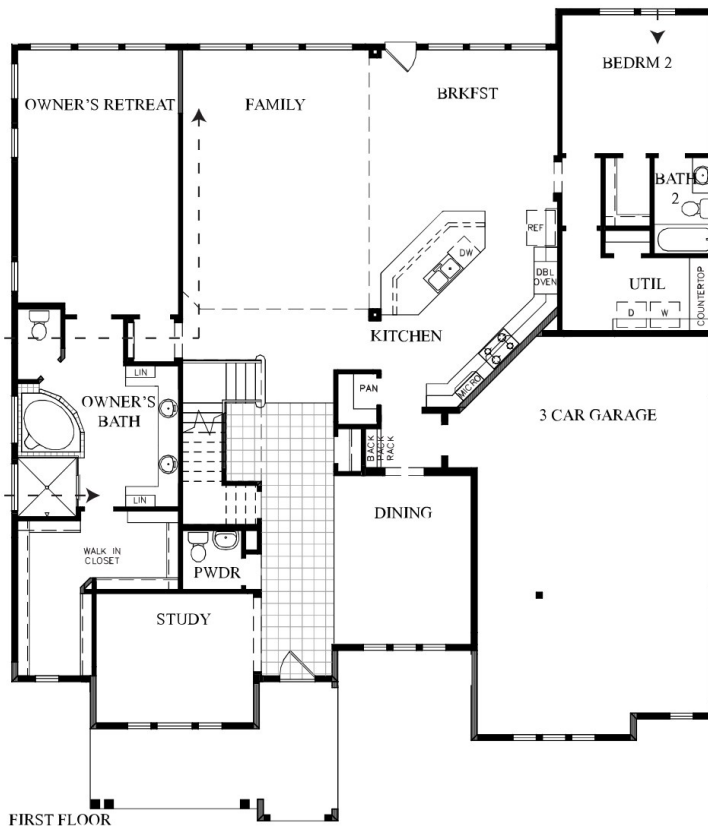 BEDRM 2
OWNER'S RETREAT
FAMILY
BRKFST
BATH
2
REF
DW
DBL
OVEN
UTIL
COUNTERTOP
D
W
KITCHEN
MICRO
PAN
LIN
OWNER'S
BATH
3 CAR GARAGE
BACK
PACK
RACK
LIN
DINING
WALK IN
CLOSET
PWDR
STUDY
FIRST FLOOR